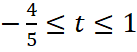 −4/5 ≤ t ≤ 1